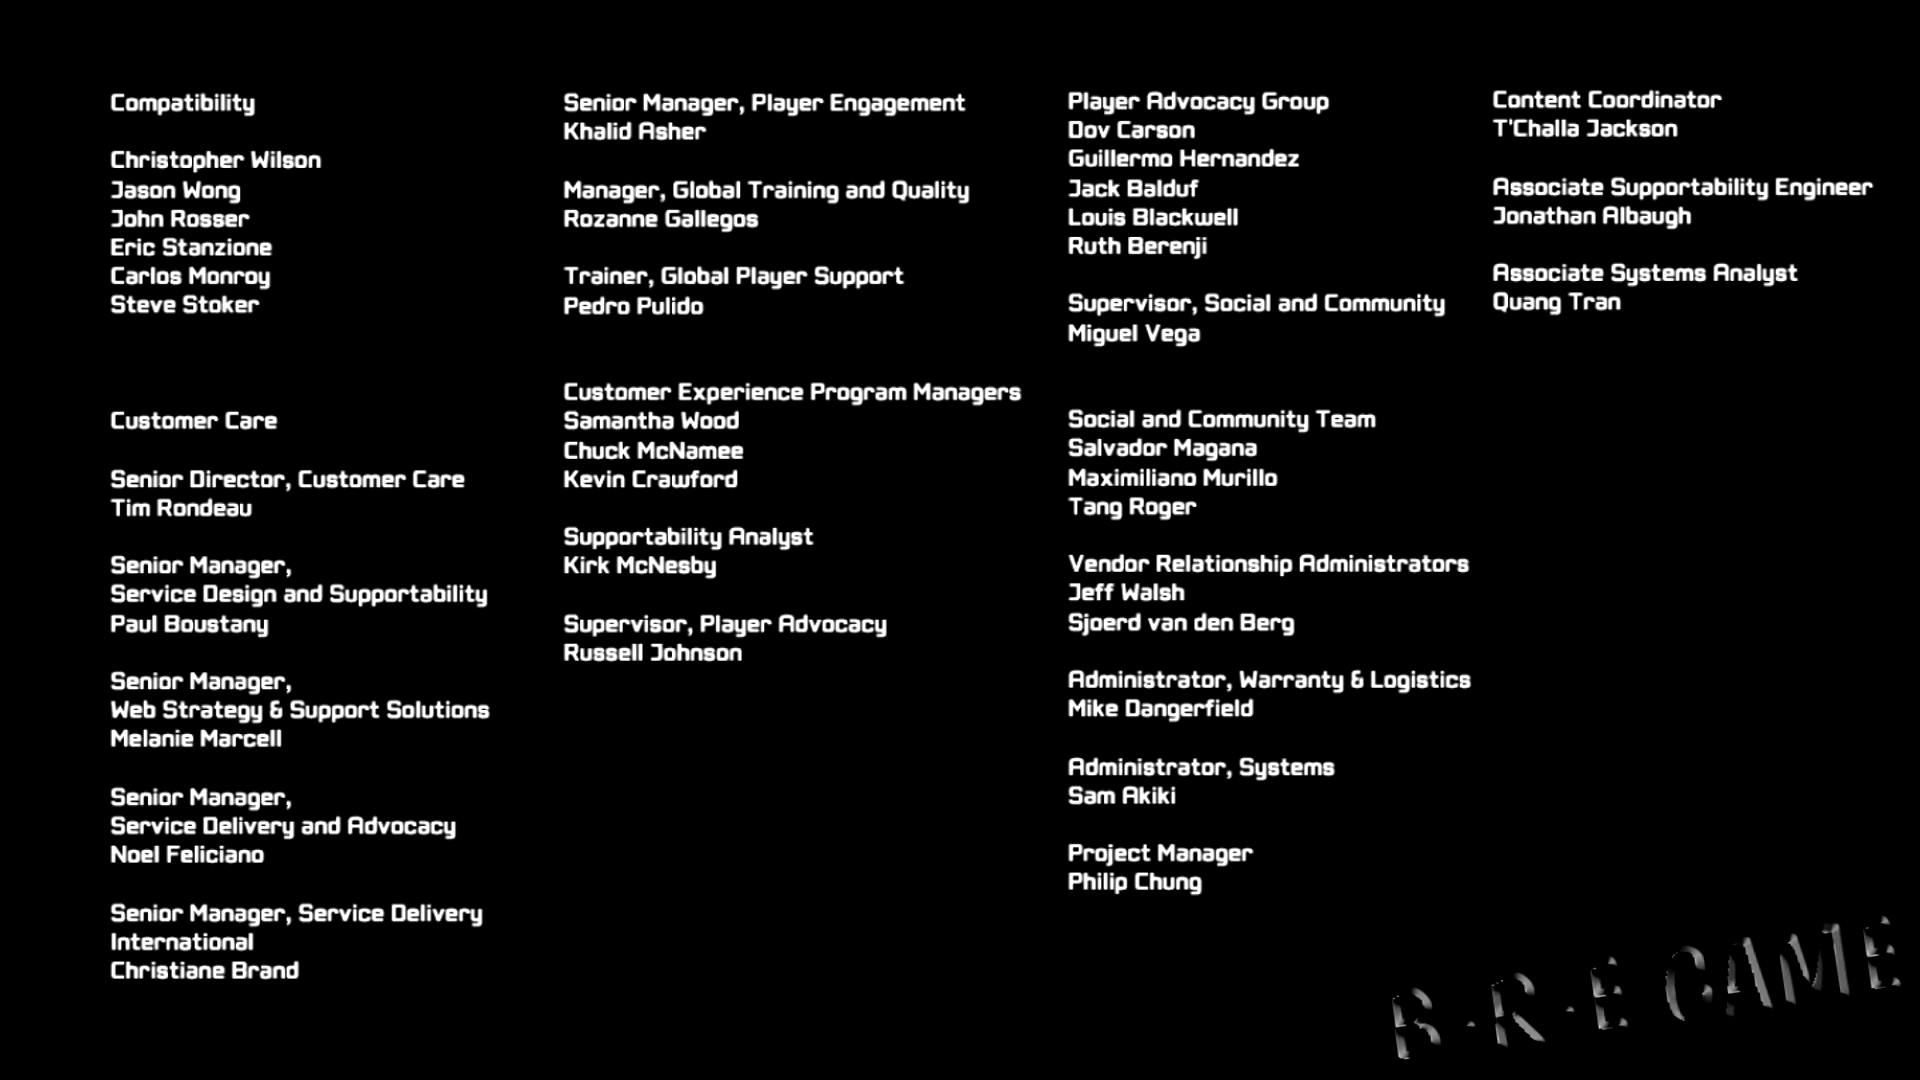 Compatibility
Christopher Wilson
Jason Wong
John Rosser
Eric Stanzione
Carlos Monroy
Steve Stoker
Customer Care
Senior Director, Customer Care
Tim Rondeau
Senior Manager,
Service Design and Supportability
Paul Boustany
Senior Manager,
Web Strategy & Support Solutions
Melanie Marcell
Senior Manager,
Service Delivery and Advocacy
Noel Feliciano
Senior Manager, Service Delivery
International
Christiane Brand
Senior Manager, Player Engagement
Khalid Asher
Manager, Global Training and Quality
Rozanne Gallegos
Trainer, Global Player Support
Pedro Pulido
Customer Experience Program Managers
Samantha Wood
Chuck McNamee
Kevin Crawford
Supportability Analyst
Kirk McNesby
Supervisor, Player Advocacy
Russell Johnson
Player Advocacy Group
Dov Carson
Guillermo Hernandez
Jack Balduf
Louis Blackwell
Ruth Berenji
Supervisor, Social and Community
Miguel Vega
Social and Community Team
Salvador Magana
Maximiliano Murillo
Tang Roger
Vendor Relationship Administrators
Jeff Walsh
Sjoerd van den Berg
Administrator, Warranty & Logistics
Mike Dangerfield
Administrator, Systems
Sam Akiki
Project Manager
Philip Chung
Content Coordinator
T'Challa Jackson
Associate Supportability Engineer
Jonathan Albaugh
Associate Systems Analyst
Quang Tran
B-R-E GAME